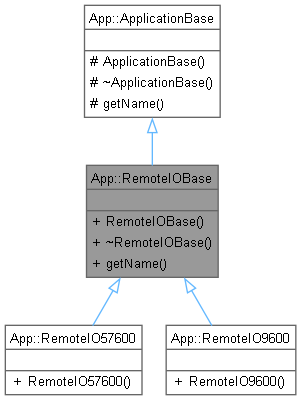 App::ApplicationBase
# ApplicationBase()
# ~ApplicationBase()
# getName()
App::RemoteIOBase
+ RemoteIOBase()
+ ~RemoteIOBase()
+ getName()
App::RemoteIO57600
+ RemoteIO57600()
App::RemoteIO9600
+ RemoteIO9600()